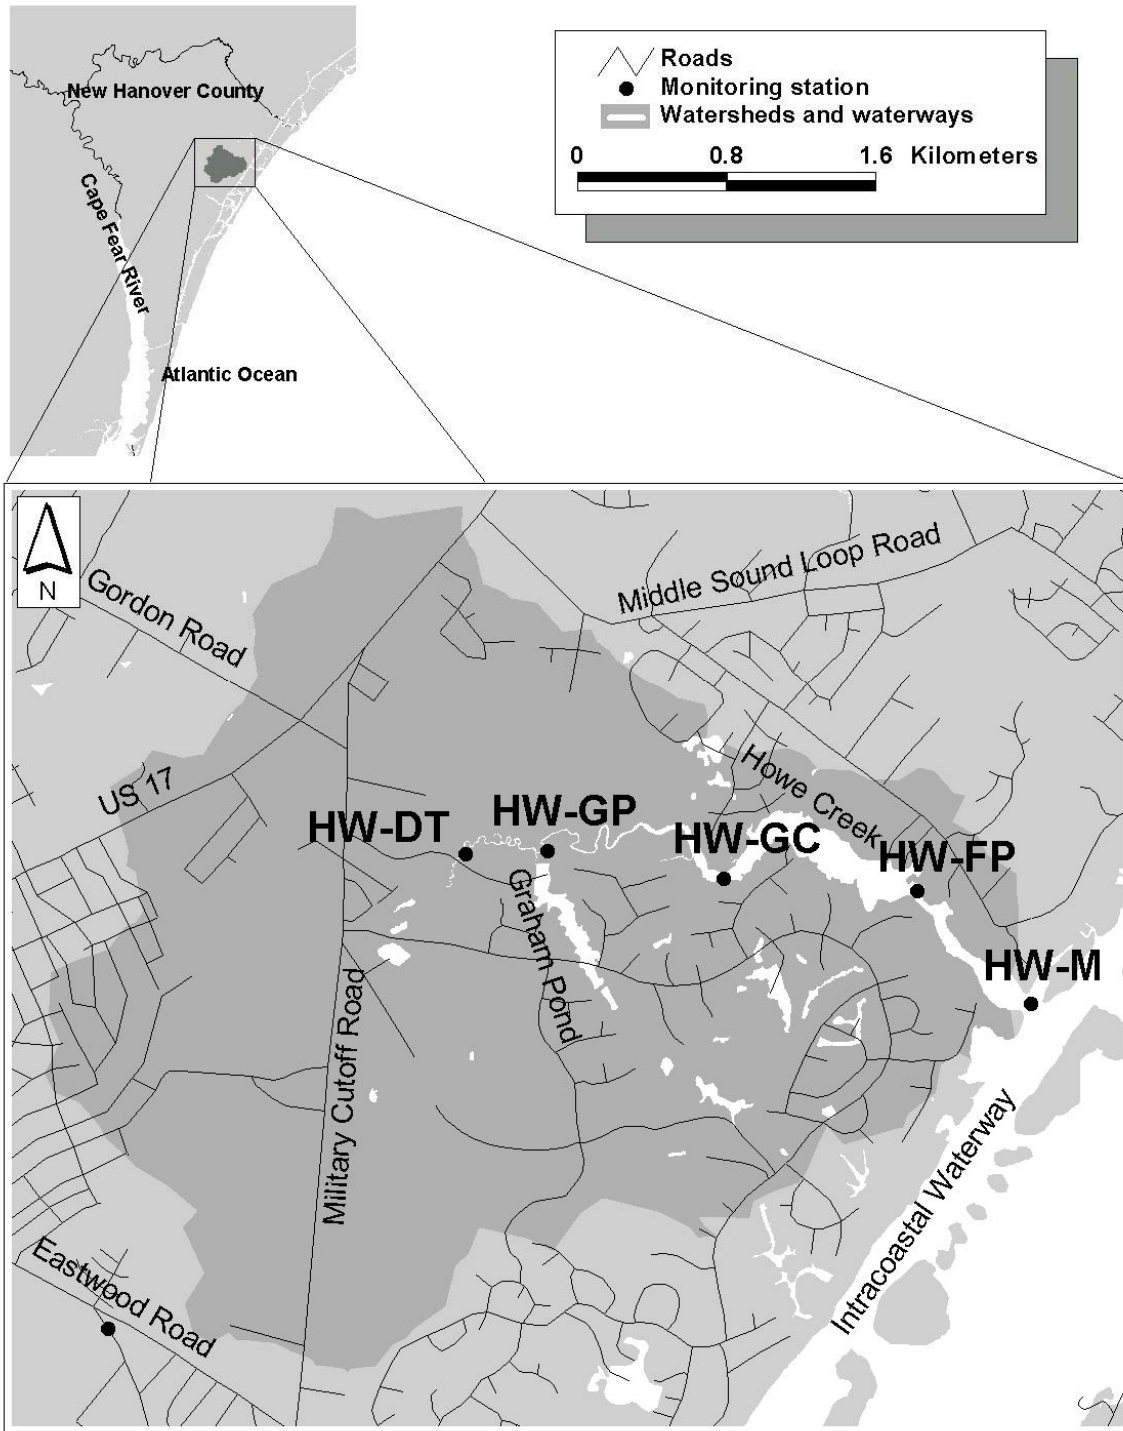 New Hanover County
Cape Fear River
Atlantic Ocean
Roads
Monitoring station
Watersheds and waterways
0 0.8 1.6 Kilometers
N
Gordon Road
Middle Sound Loop Road
US 17
Howe Creek
HW-DT
HW-GP
HW-GC
HW-FP
HW-M
Graham Pond
Military Cutoff Road
Intracoastal Waterway
Eastwood Road